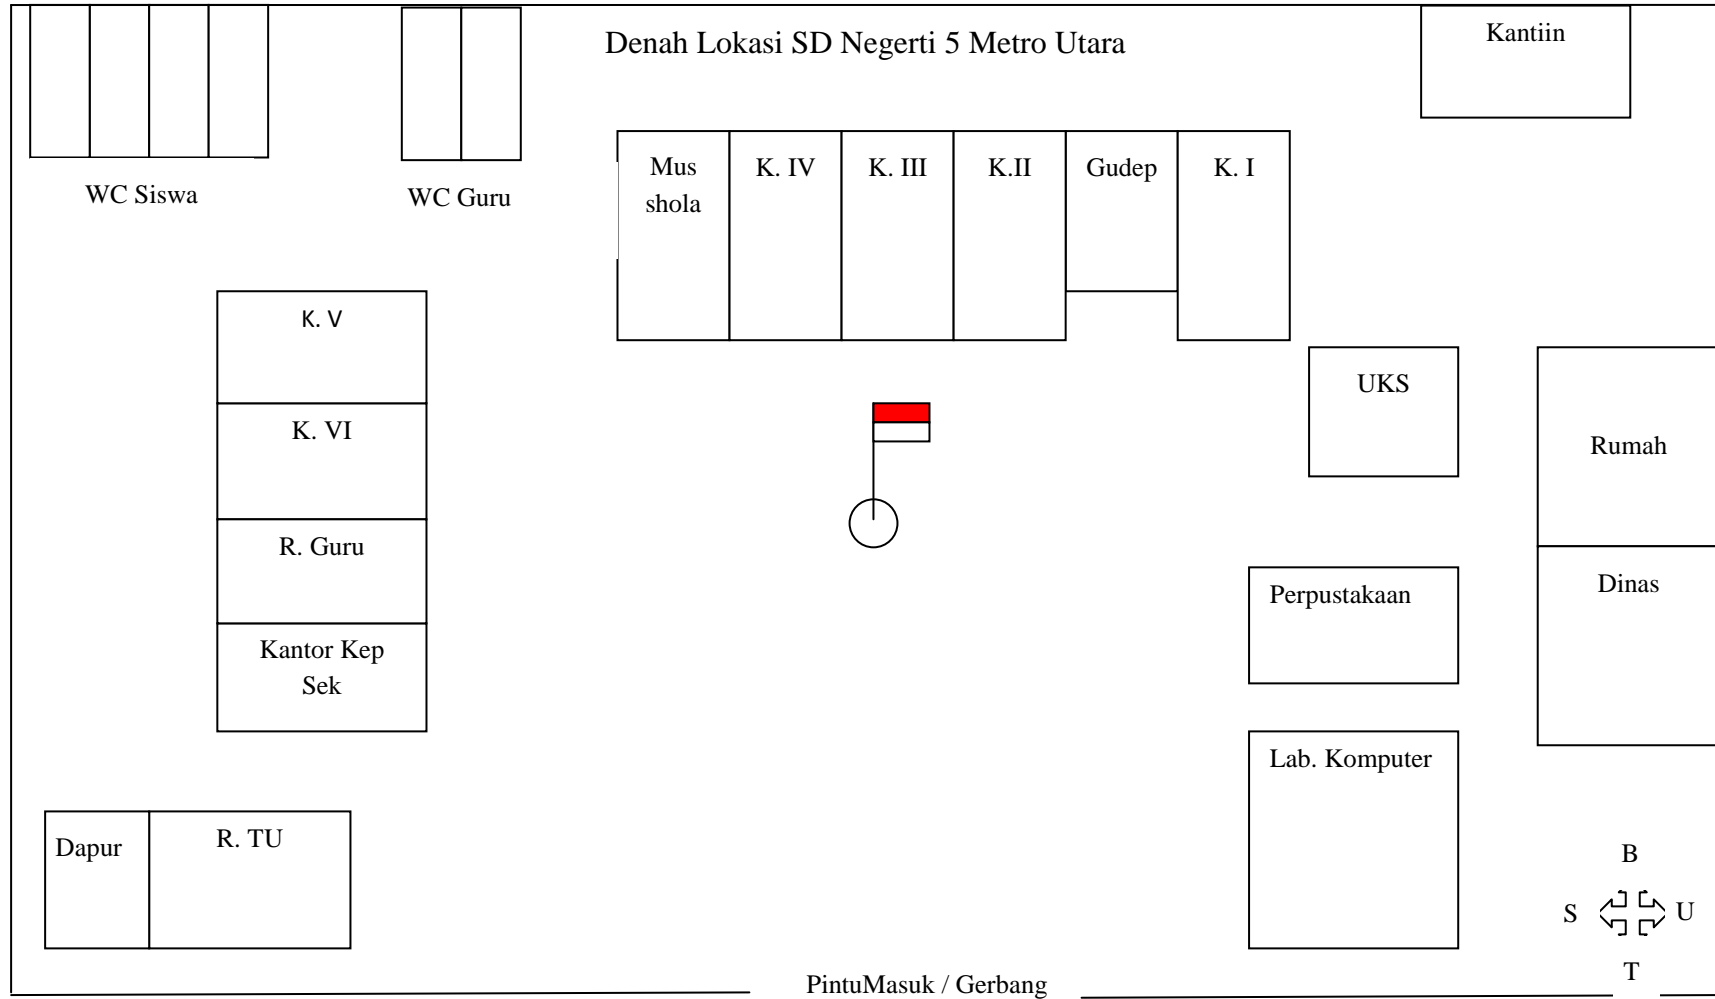 Denah Lokasi SD Negerti 5 Metro Utara
Kantiin
WC Siswa
WC Guru
Mus
shola
K. IV
K. III
K.II
Gudep
K. I
K. V
K. VI
R. Guru
Kantor Kep
Sek
UKS
Rumah
Dinas
Perpustakaan
Lab. Komputer
Dapur
R. TU
B
S
U
T
PintuMasuk / Gerbang